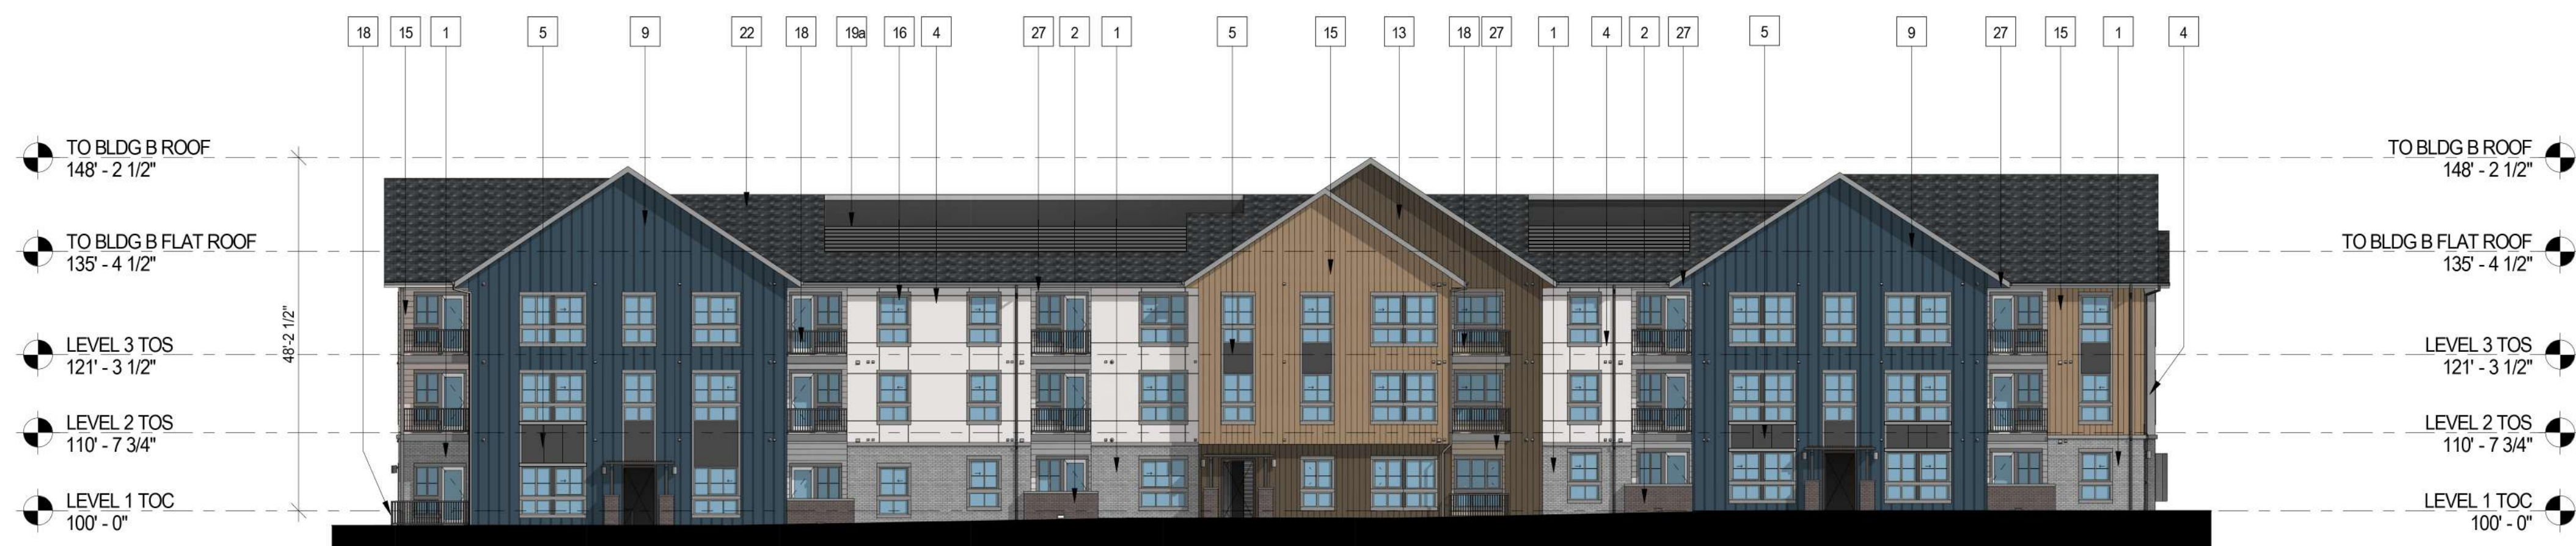 18 15 1 5 9 22 18 19a 16 4 27 2 1 5 15 13 18 27 1 4 2 27 5 9 27 15 1 4
TO BLDG B ROOF
148' - 2 1/2"
TO BLDG B FLAT ROOF
135' - 4 1/2"
LEVEL 3 TOS
121' - 3 1/2"
LEVEL 2 TOS
110' - 7 3/4"
LEVEL 1 TOC
100' - 0"
48'-2 1/2"
TO BLDG B ROOF
148' - 2 1/2"
TO BLDG B FLAT ROOF
135' - 4 1/2"
LEVEL 3 TOS
121' - 3 1/2"
LEVEL 2 TOS
110' - 7 3/4"
LEVEL 1 TOC
100' - 0"